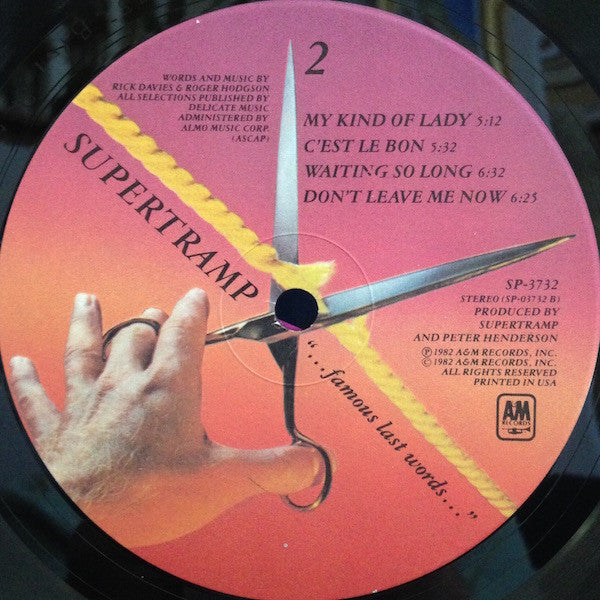 2
WORDS AND MUSIC BY
RICK DAVIES & ROGER HODGSON
ALL SELECTIONS PUBLISHED BY
DELICATE MUSIC
ADMINISTERED BY
ALMO MUSIC CORP.
(ASCAP)
MY KIND OF LADY 5:12
C'EST LE BON 5:32
WAITING SO LONG 6:32
DON'T LEAVE ME NOW 6:25
SUPERTRAMP
SP-3732
STEREO (SP-03732 B)
PRODUCED BY
SUPERTRAMP
AND PETER HENDERSON
Ⓟ 1982 A&M RECORDS, INC.
© 1982 A&M RECORDS, INC.
ALL RIGHTS RESERVED
PRINTED IN USA
"...famous last words..."
A&M
RECORDS